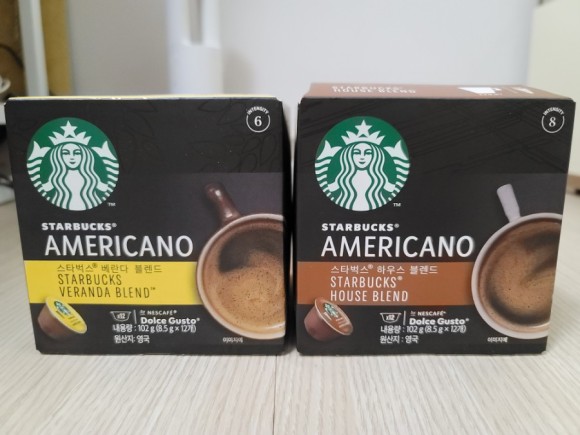 INTENSITY
6
STARBUCKS®
AMERICANO
스타벅스® 베란다 블렌드
STARBUCKS
VERANDA BLEND™
x12
by NESCAFÉ®
Dolce Gusto®
내용량 : 102 g (8.5 g × 12개)
원산지: 영국
이미지예
HOUSE BLEND
INTENSITY
8
STARBUCKS®
AMERICANO
스타벅스® 하우스 블렌드
STARBUCKS
HOUSE BLEND
x12
by NESCAFÉ®
Dolce Gusto®
내용량 : 102 g (8.5 g × 12개)
원산지: 영국
이미지예